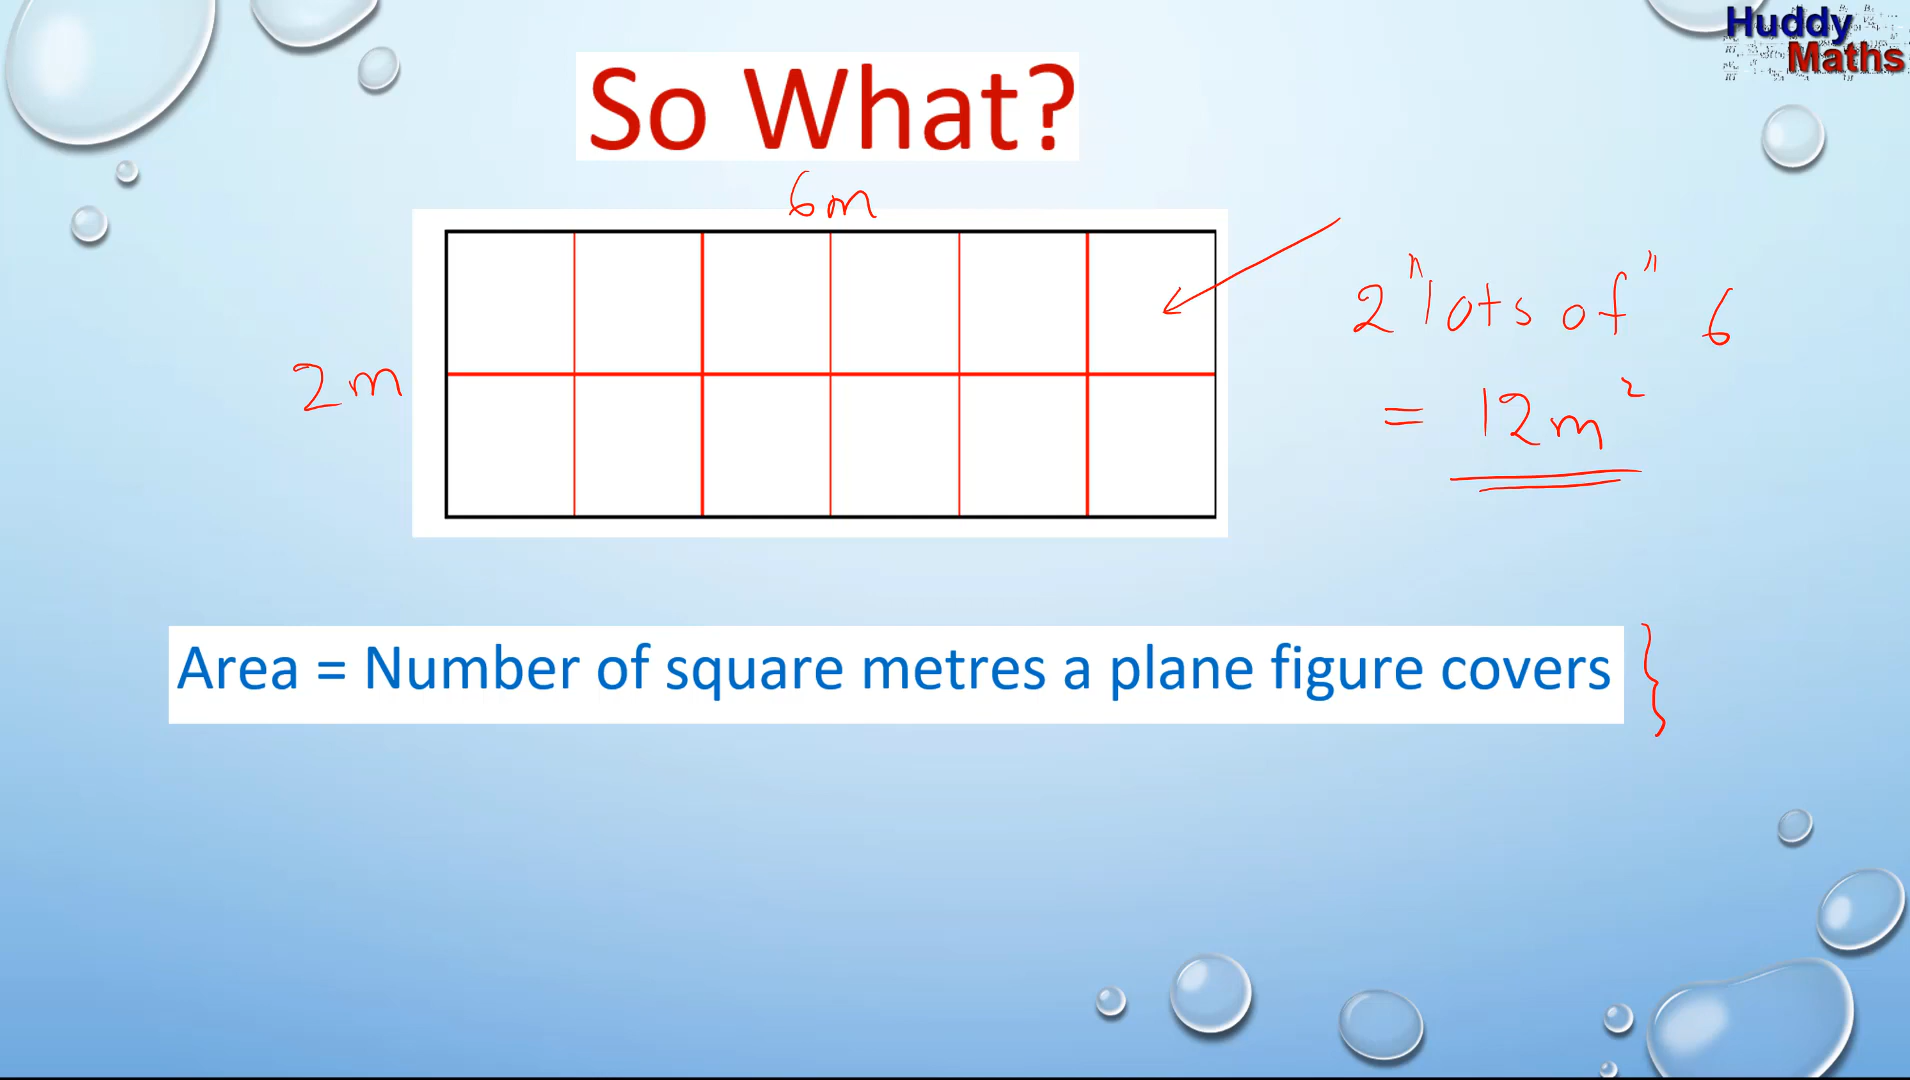 Huddy
Maths
So What?
6m
2m
2 "lots of" 6
= 12m²
Area = Number of square metres a plane figure covers